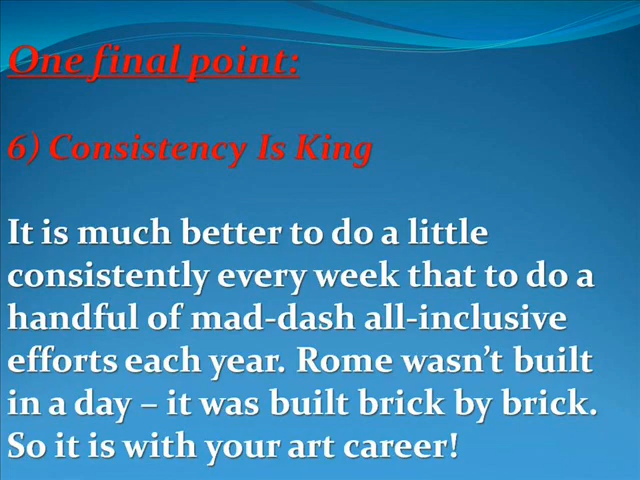 One final point:
6) Consistency Is King
It is much better to do a little
consistently every week that to do a
handful of mad-dash all-inclusive
efforts each year. Rome wasn’t built
in a day – it was built brick by brick.
So it is with your art career!